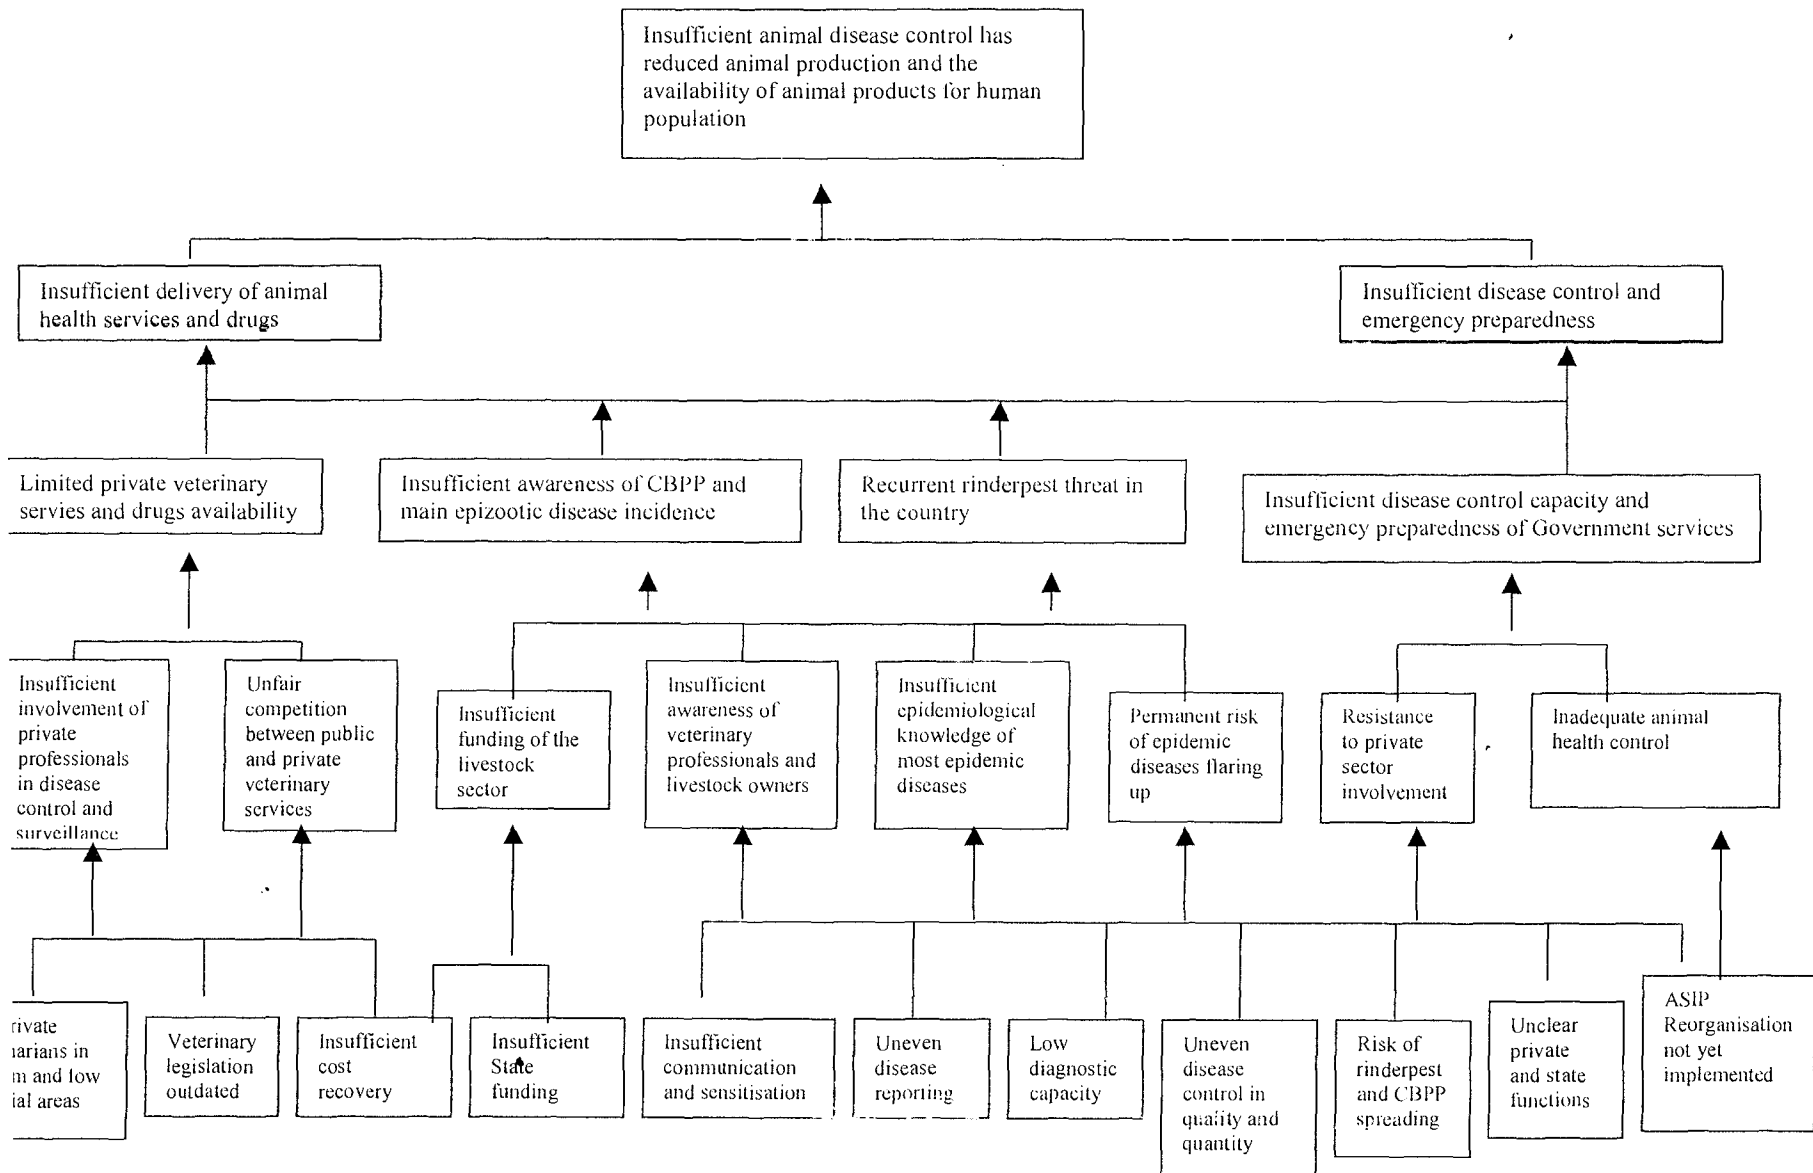 Insufficient animal disease control has
reduced animal production and the
availability of animal products for human
population
Insufficient delivery of animal
health services and drugs
Insufficient disease control and
emergency preparedness
Limited private veterinary
servies and drugs availability
Insufficient awareness of CBPP and
main epizootic disease incidence
Recurrent rinderpest threat in
the country
Insufficient disease control capacity and
emergency preparedness of Government services
Insufficient
involvement of
private
professionals
in disease
control and
surveillance
Unfair
competition
between public
and private
veterinary
services
Insufficient
funding of the
livestock
sector
Insufficient
awareness of
veterinary
professionals and
livestock owners
Insufficient
epidemiological
knowledge of
most epidemic
diseases
Permanent risk
of epidemic
diseases flaring
up
Resistance
to private
sector
involvement
Inadequate animal
health control
rivate
narians in
m and low
ial areas
Veterinary
legislation
outdated
Insufficient
cost
recovery
Insufficient
State
funding
Insufficient
communication
and sensitisation
Uneven
disease
reporting
Low
diagnostic
capacity
Uneven
disease
control in
quality and
quantity
Risk of
rinderpest
and CBPP
spreading
Unclear
private
and state
functions
ASIP
Reorganisation
not yet
implemented